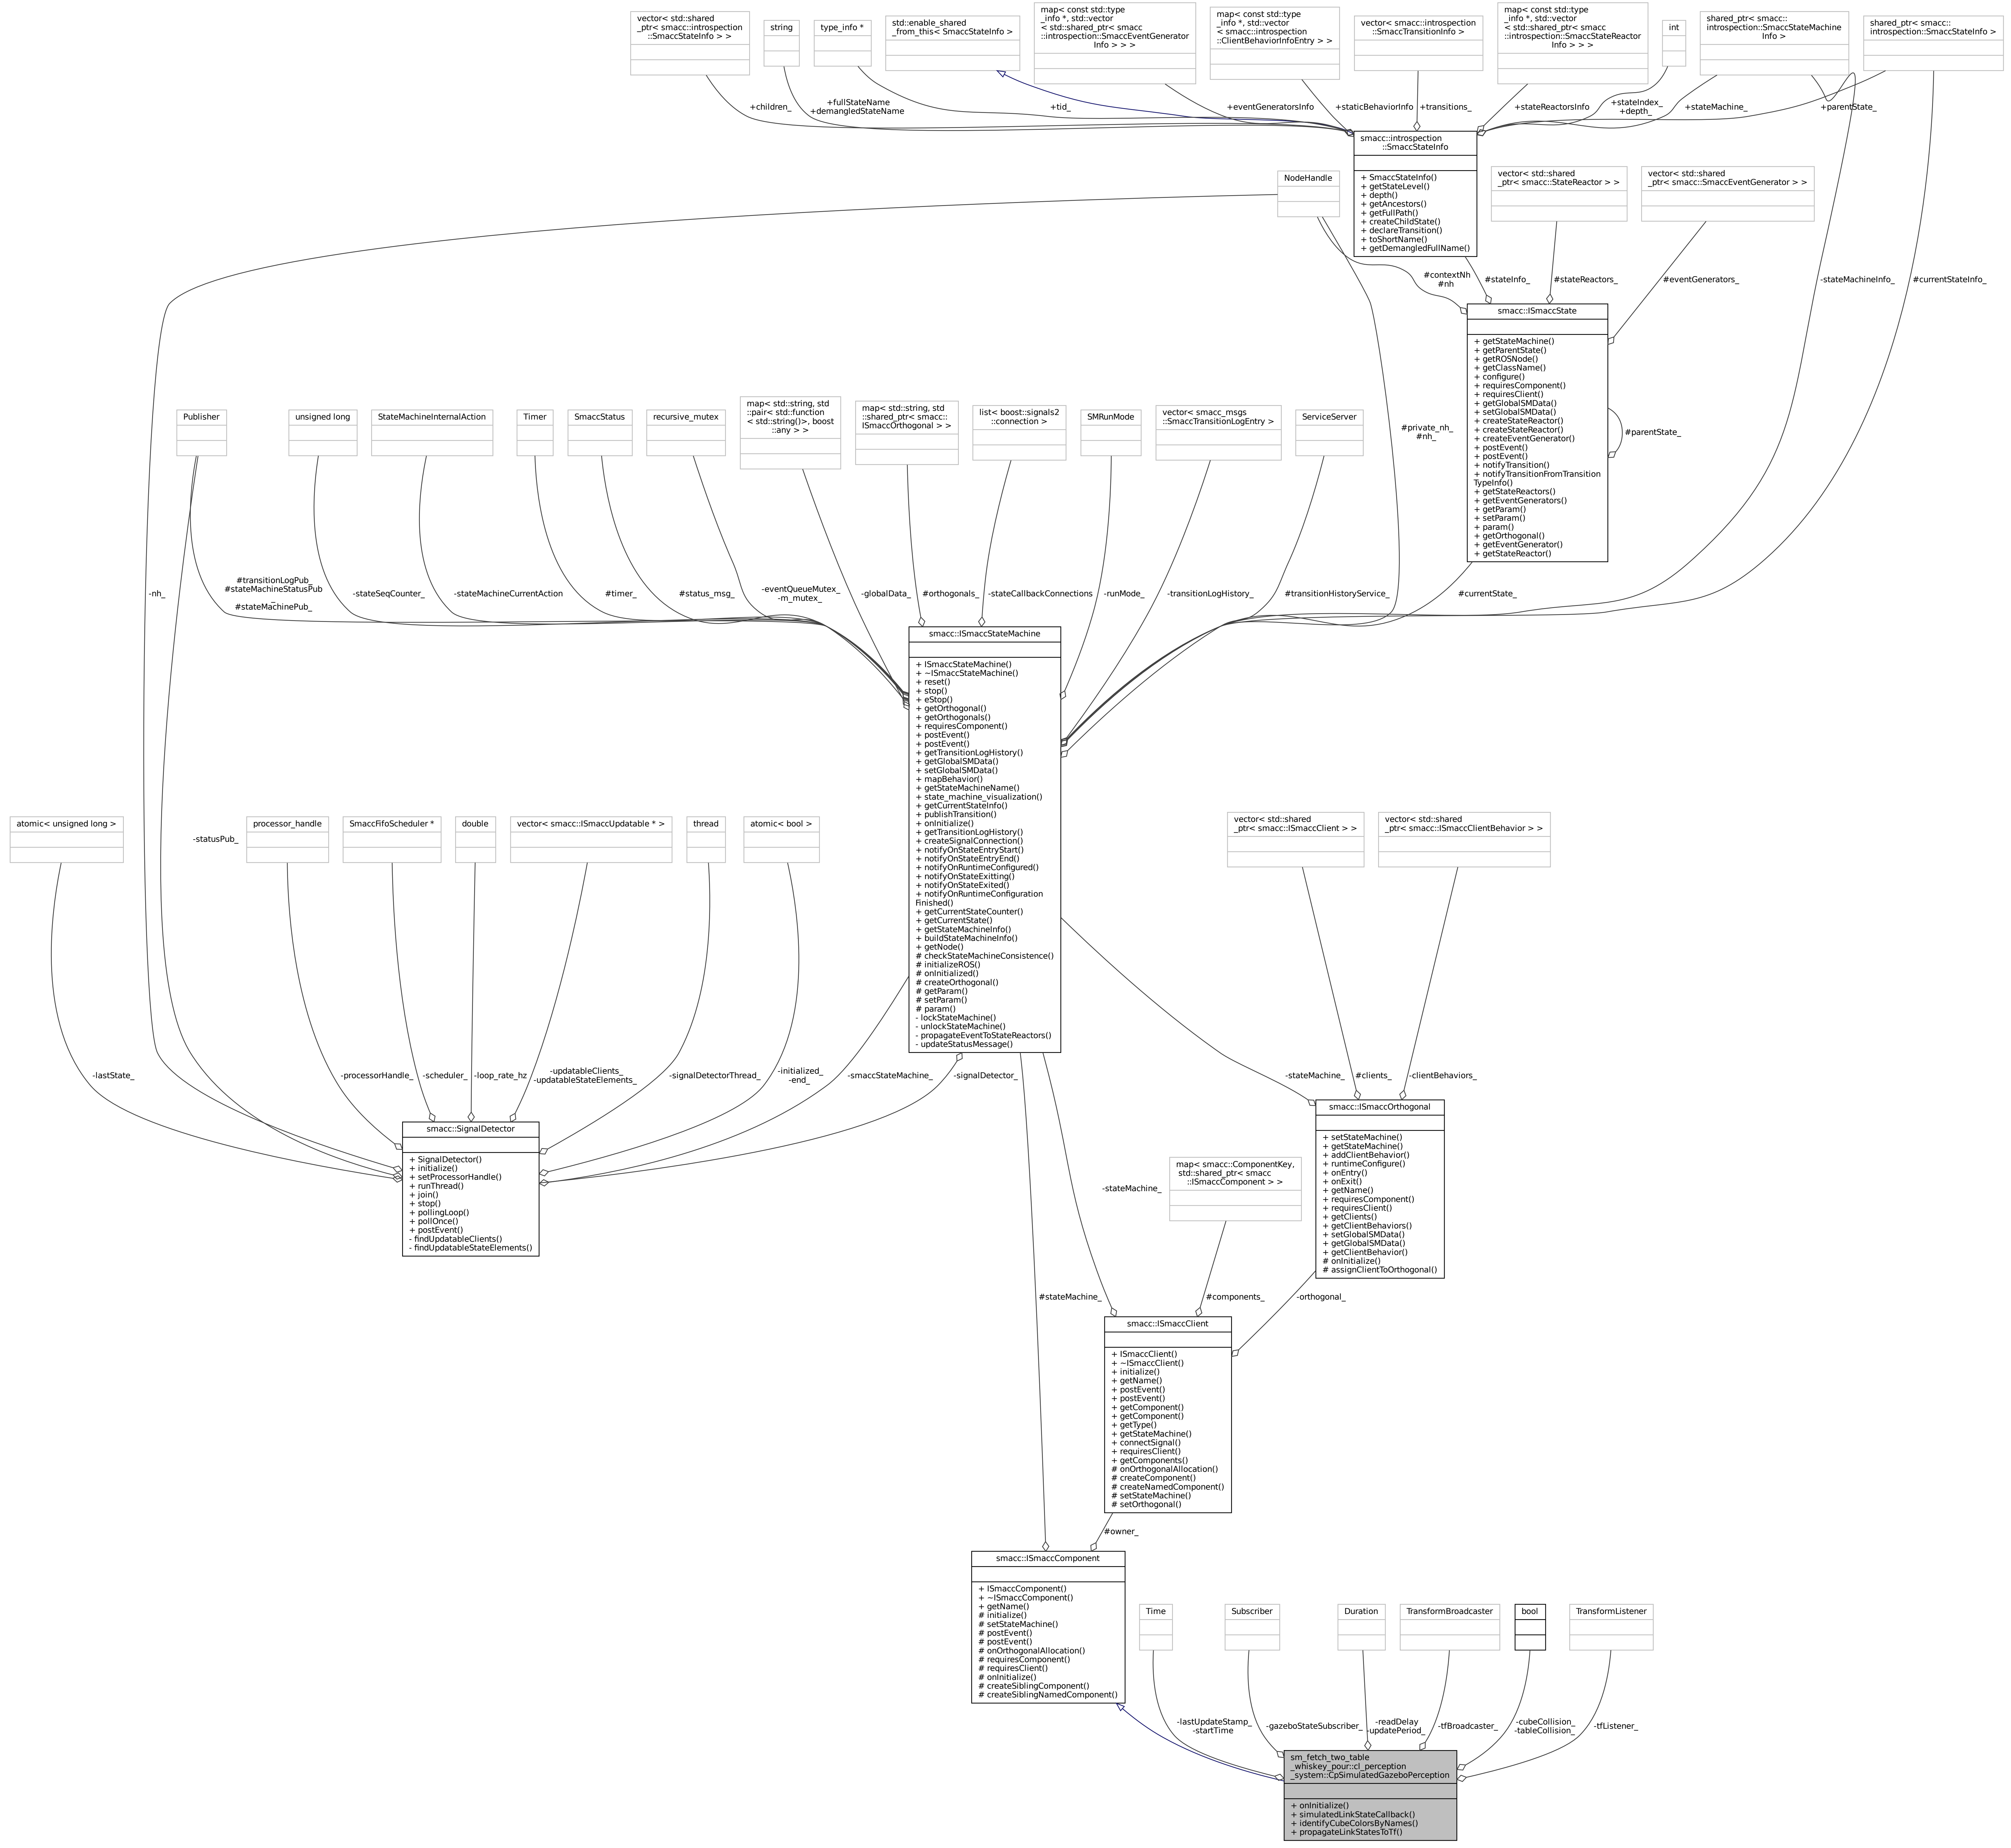 vector< std::shared
_ptr< smacc::introspection
::SmaccStateInfo > >
string
type_info *
std::enable_shared
_from_this< SmaccStateInfo >
map< const std::type
_info *, std::vector
< std::shared_ptr< smacc
::introspection::SmaccEventGenerator
Info > > >
map< const std::type
_info *, std::vector
< smacc::introspection
::ClientBehaviorInfoEntry > >
vector< smacc::introspection
::SmaccTransitionInfo >
map< const std::type
_info *, std::vector
< std::shared_ptr< smacc
::introspection::SmaccStateReactor
Info > > >
int
shared_ptr< smacc::
introspection::SmaccStateMachine
Info >
shared_ptr< smacc::
introspection::SmaccStateInfo >
+children_
+fullStateName
+demangledStateName
+tid_
+eventGeneratorsInfo
+staticBehaviorInfo
+transitions_
+stateReactorsInfo
+stateIndex_
+depth_
+stateMachine_
+parentState_
smacc::introspection
::SmaccStateInfo
+ SmaccStateInfo()
+ getStateLevel()
+ depth()
+ getAncestors()
+ getFullPath()
+ createChildState()
+ declareTransition()
+ toShortName()
+ getDemangledFullName()
NodeHandle
vector< std::shared
_ptr< smacc::StateReactor > >
vector< std::shared
_ptr< smacc::SmaccEventGenerator > >
#contextNh
#nh
#stateInfo_
#stateReactors_
#eventGenerators_
-stateMachineInfo_
#currentStateInfo_
smacc::ISmaccState
+ getStateMachine()
+ getParentState()
+ getROSNode()
+ getClassName()
+ configure()
+ requiresComponent()
+ requiresClient()
+ getGlobalSMData()
+ setGlobalSMData()
+ createStateReactor()
+ createStateReactor()
+ createEventGenerator()
+ postEvent()
+ postEvent()
+ notifyTransition()
+ notifyTransitionFromTransition
TypeInfo()
+ getStateReactors()
+ getEventGenerators()
+ getParam()
+ setParam()
+ param()
+ getOrthogonal()
+ getEventGenerator()
+ getStateReactor()
#parentState_
Publisher
unsigned long
StateMachineInternalAction
Timer
SmaccStatus
recursive_mutex
map< std::string, std
::pair< std::function
< std::string()>, boost
::any > >
map< std::string, std
::shared_ptr< smacc::
ISmaccOrthogonal > >
list< boost::signals2
::connection >
SMRunMode
vector< smacc_msgs
::SmaccTransitionLogEntry >
ServiceServer
#private_nh_
#nh_
-nh_
#transitionLogPub_
#stateMachineStatusPub
_
#stateMachinePub_
-stateSeqCounter_
-stateMachineCurrentAction
#timer_
#status_msg_
-eventQueueMutex_
-m_mutex_
-globalData_
#orthogonals_
-stateCallbackConnections
-runMode_
-transitionLogHistory_
#transitionHistoryService_
#currentState_
smacc::ISmaccStateMachine
+ ISmaccStateMachine()
+ ~ISmaccStateMachine()
+ reset()
+ stop()
+ eStop()
+ getOrthogonal()
+ getOrthogonals()
+ requiresComponent()
+ postEvent()
+ postEvent()
+ getTransitionLogHistory()
+ getGlobalSMData()
+ setGlobalSMData()
+ mapBehavior()
+ getStateMachineName()
+ state_machine_visualization()
+ getCurrentStateInfo()
+ publishTransition()
+ onInitialize()
+ getTransitionLogHistory()
+ createSignalConnection()
+ notifyOnStateEntryStart()
+ notifyOnStateEntryEnd()
+ notifyOnRuntimeConfigured()
+ notifyOnStateExitting()
+ notifyOnStateExited()
+ notifyOnRuntimeConfiguration
Finished()
+ getCurrentStateCounter()
+ getCurrentState()
+ getStateMachineInfo()
+ buildStateMachineInfo()
+ getNode()
# checkStateMachineConsistence()
# initializeROS()
# onInitialized()
# createOrthogonal()
# getParam()
# setParam()
# param()
- lockStateMachine()
- unlockStateMachine()
- propagateEventToStateReactors()
- updateStatusMessage()
atomic< unsigned long >
-statusPub_
processor_handle
SmaccFifoScheduler *
double
vector< smacc::ISmaccUpdatable * >
thread
atomic< bool >
vector< std::shared
_ptr< smacc::ISmaccClient > >
vector< std::shared
_ptr< smacc::ISmaccClientBehavior > >
-lastState_
-processorHandle_
-scheduler_
-loop_rate_hz
-updatableClients_
-updatableStateElements_
-signalDetectorThread_
-initialized_
-end_
-smaccStateMachine_
-signalDetector_
-stateMachine_
#clients_
-clientBehaviors_
smacc::SignalDetector
+ SignalDetector()
+ initialize()
+ setProcessorHandle()
+ runThread()
+ join()
+ stop()
+ pollingLoop()
+ pollOnce()
+ postEvent()
- findUpdatableClients()
- findUpdatableStateElements()
smacc::ISmaccOrthogonal
+ setStateMachine()
+ getStateMachine()
+ addClientBehavior()
+ runtimeConfigure()
+ onEntry()
+ onExit()
+ getName()
+ requiresComponent()
+ requiresClient()
+ getClients()
+ getClientBehaviors()
+ setGlobalSMData()
+ getGlobalSMData()
+ getClientBehavior()
# onInitialize()
# assignClientToOrthogonal()
-stateMachine_
map< smacc::ComponentKey,
std::shared_ptr< smacc
::ISmaccComponent > >
#stateMachine_
#components_
-orthogonal_
smacc::ISmaccClient
+ ISmaccClient()
+ ~ISmaccClient()
+ initialize()
+ getName()
+ postEvent()
+ postEvent()
+ getComponent()
+ getComponent()
+ getType()
+ getStateMachine()
+ connectSignal()
+ requiresClient()
+ getComponents()
# onOrthogonalAllocation()
# createComponent()
# createNamedComponent()
# setStateMachine()
# setOrthogonal()
#owner_
smacc::ISmaccComponent
+ ISmaccComponent()
+ ~ISmaccComponent()
+ getName()
# initialize()
# setStateMachine()
# postEvent()
# postEvent()
# onOrthogonalAllocation()
# requiresComponent()
# requiresClient()
# onInitialize()
# createSiblingComponent()
# createSiblingNamedComponent()
Time
Subscriber
Duration
TransformBroadcaster
bool
TransformListener
-lastUpdateStamp_
-startTime
-gazeboStateSubscriber_
-readDelay
-updatePeriod_
-tfBroadcaster_
-cubeCollision_
-tableCollision_
-tfListener_
sm_fetch_two_table
_whiskey_pour::cl_perception
_system::CpSimulatedGazeboPerception
+ onInitialize()
+ simulatedLinkStateCallback()
+ identifyCubeColorsByNames()
+ propagateLinkStatesToTf()